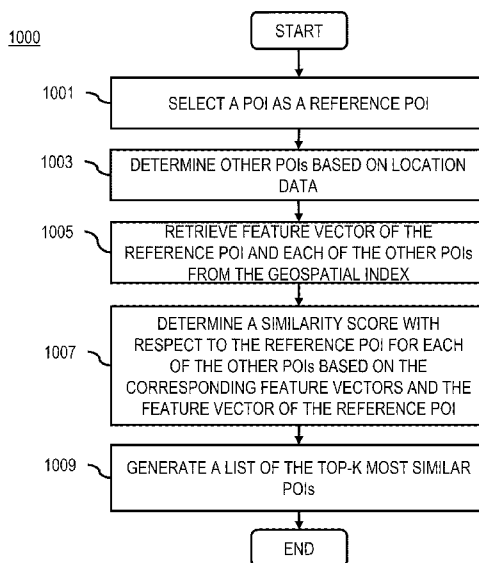 1000
START
1001
SELECT A POI AS A REFERENCE POI
1003
DETERMINE OTHER POIs BASED ON LOCATION
DATA
1005
RETRIEVE FEATURE VECTOR OF THE
REFERENCE POI AND EACH OF THE OTHER POIs
FROM THE GEOSPATIAL INDEX
1007
DETERMINE A SIMILARITY SCORE WITH
RESPECT TO THE REFERENCE POI FOR EACH
OF THE OTHER POIs BASED ON THE
CORRESPONDING FEATURE VECTORS AND THE
FEATURE VECTOR OF THE REFERENCE POI
1009
GENERATE A LIST OF THE TOP-K MOST SIMILAR
POIs
END